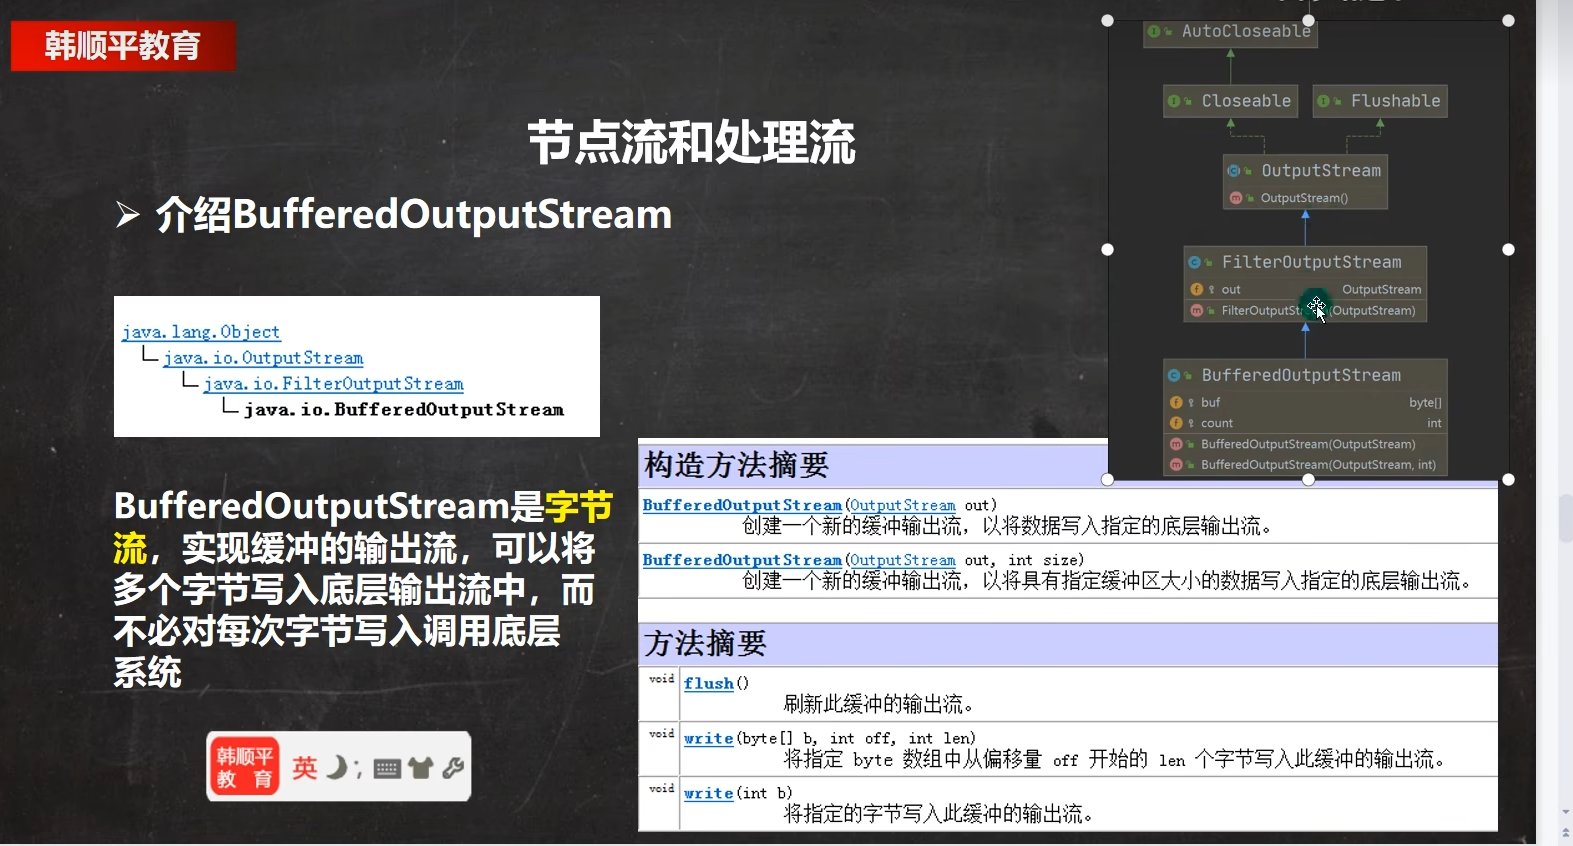 韩顺平教育
节点流和处理流
介绍BufferedOutputStream
java.lang.Object
java.io.OutputStream
java.io.FilterOutputStream
java.io.BufferedOutputStream
BufferedOutputStream是字节
流，实现缓冲的输出流，可以将
多个字节写入底层输出流中，而
不必对每次字节写入调用底层
系统
韩顺平
教 育
英
AutoCloseable
Closeable
Flushable
OutputStream
OutputStream()
FilterOutputStream
out OutputStream
(OutputStream)
BufferedOutputStream
buf byte[]
count int
BufferedOutputStream(OutputStream)
BufferedOutputStream(OutputStream, int)
构造方法摘要
BufferedOutputStream(OutputStream out)
创建一个新的缓冲输出流，以将数据写入指定的底层输出流。
BufferedOutputStream(OutputStream out, int size)
创建一个新的缓冲输出流，以将具有指定缓冲区大小的数据写入指定的底层输出流。
方法摘要
void flush()
刷新此缓冲的输出流。
void write(byte[] b, int off, int len)
将指定 byte 数组中从偏移量 off 开始的 len 个字节写入此缓冲的输出流。
void write(int b)
将指定的字节写入此缓冲的输出流。